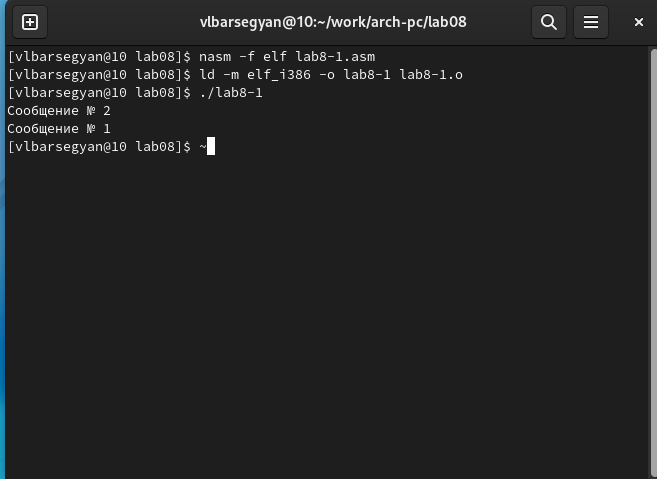 vlbarsegyan@10:~/work/arch-pc/lab08
[vlbarsegyan@10 lab08]$ nasm -f elf lab8-1.asm
[vlbarsegyan@10 lab08]$ ld -m elf_i386 -o lab8-1 lab8-1.o
[vlbarsegyan@10 lab08]$ ./lab8-1
Сообщение № 2
Сообщение № 1
[vlbarsegyan@10 lab08]$ ~